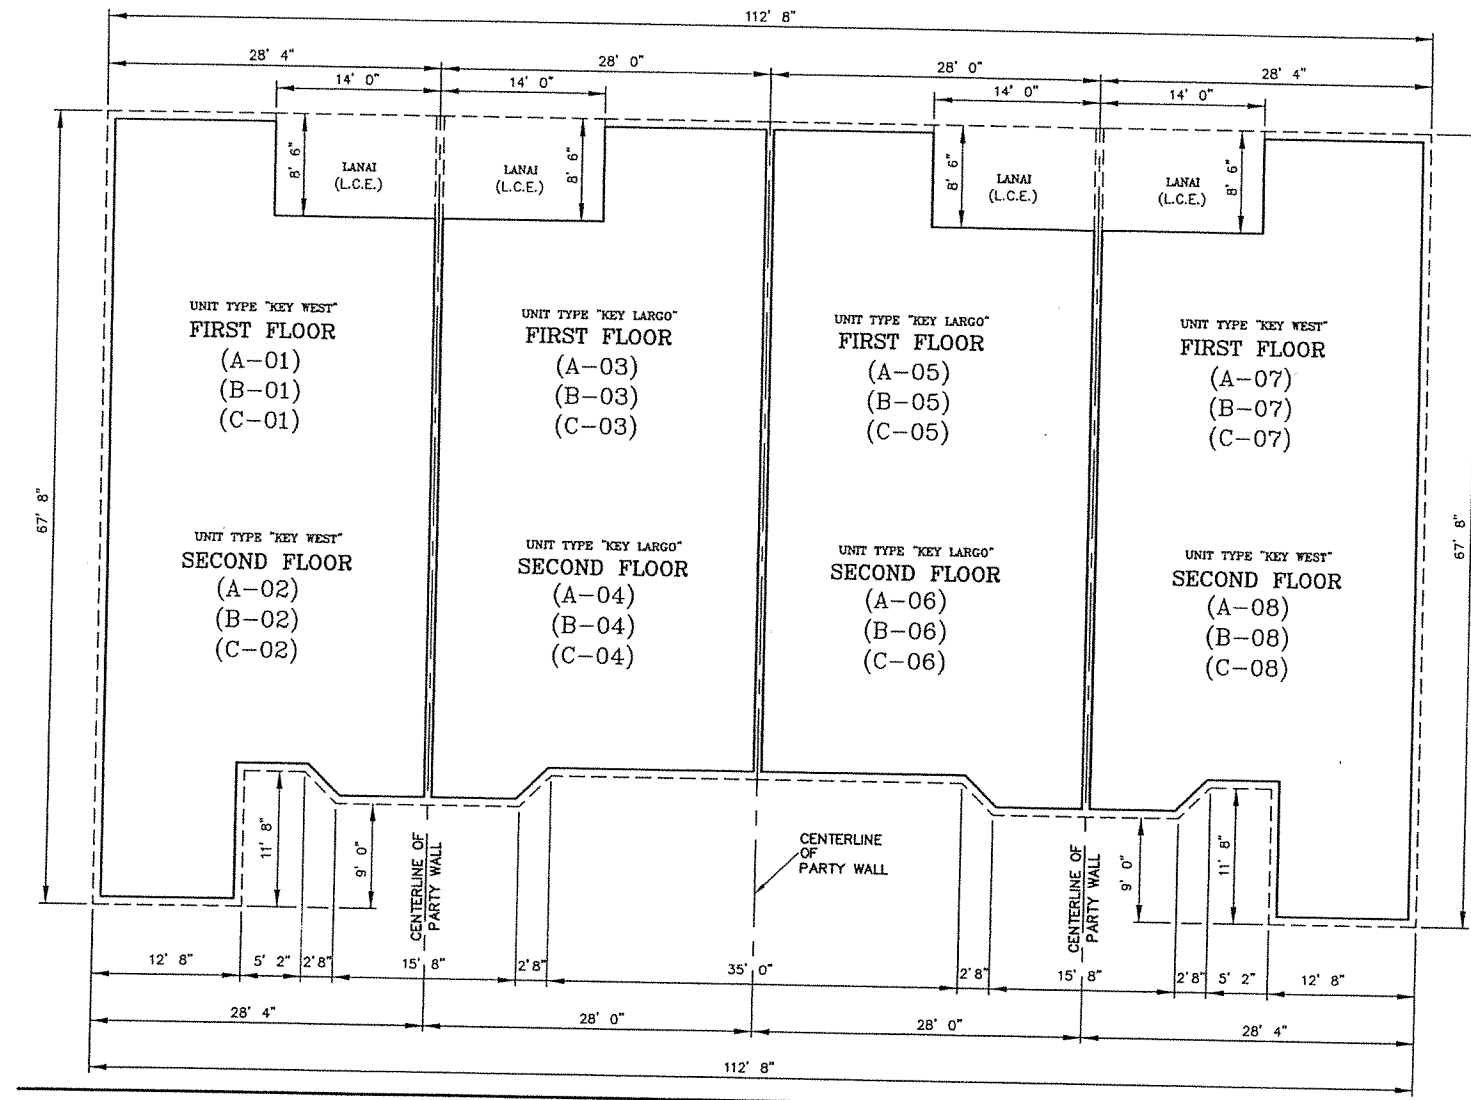 112' 8"
28' 4"
28' 0"
28' 0"
28' 4"
14' 0"
14' 0"
14' 0"
14' 0"
8' 6"
LANAI
(L.C.E.)
LANAI
(L.C.E.)
8' 6"
8' 6"
LANAI
(L.C.E.)
LANAI
(L.C.E.)
8' 6"
UNIT TYPE "KEY WEST"
FIRST FLOOR
(A-01)
(B-01)
(C-01)
UNIT TYPE "KEY LARGO"
FIRST FLOOR
(A-03)
(B-03)
(C-03)
UNIT TYPE "KEY LARGO"
FIRST FLOOR
(A-05)
(B-05)
(C-05)
UNIT TYPE "KEY WEST"
FIRST FLOOR
(A-07)
(B-07)
(C-07)
67' 8"
67' 8"
UNIT TYPE "KEY WEST"
SECOND FLOOR
(A-02)
(B-02)
(C-02)
UNIT TYPE "KEY LARGO"
SECOND FLOOR
(A-04)
(B-04)
(C-04)
UNIT TYPE "KEY LARGO"
SECOND FLOOR
(A-06)
(B-06)
(C-06)
UNIT TYPE "KEY WEST"
SECOND FLOOR
(A-08)
(B-08)
(C-08)
11' 8"
9' 0"
CENTERLINE OF
PARTY WALL
CENTERLINE
OF
PARTY WALL
CENTERLINE OF
PARTY WALL
9' 0"
11' 8"
12' 8"
5' 2"
2'8"
15' 8"
2'8"
35' 0"
2'8"
15' 8"
2'8"
5' 2"
12' 8"
28' 4"
28' 0"
28' 0"
28' 4"
112' 8"